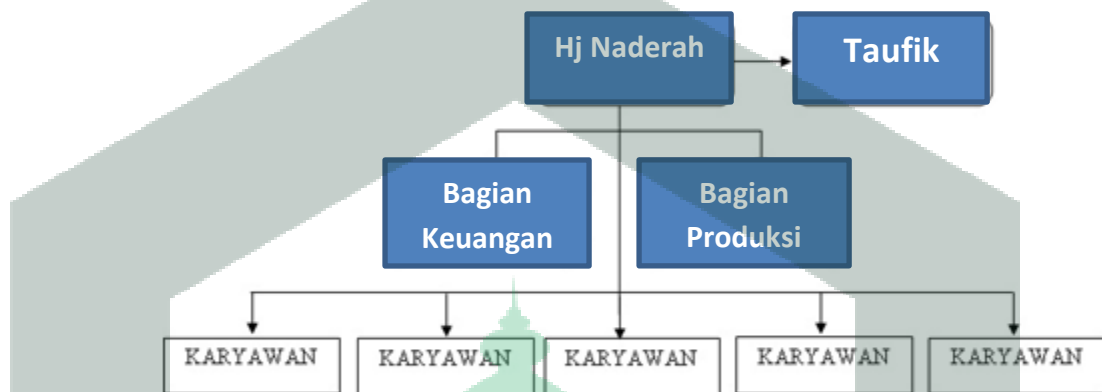 Hj Naderah
Taufik
Bagian
Keuangan
Bagian
Produksi
KARYAWAN
KARYAWAN
KARYAWAN
KARYAWAN
KARYAWAN